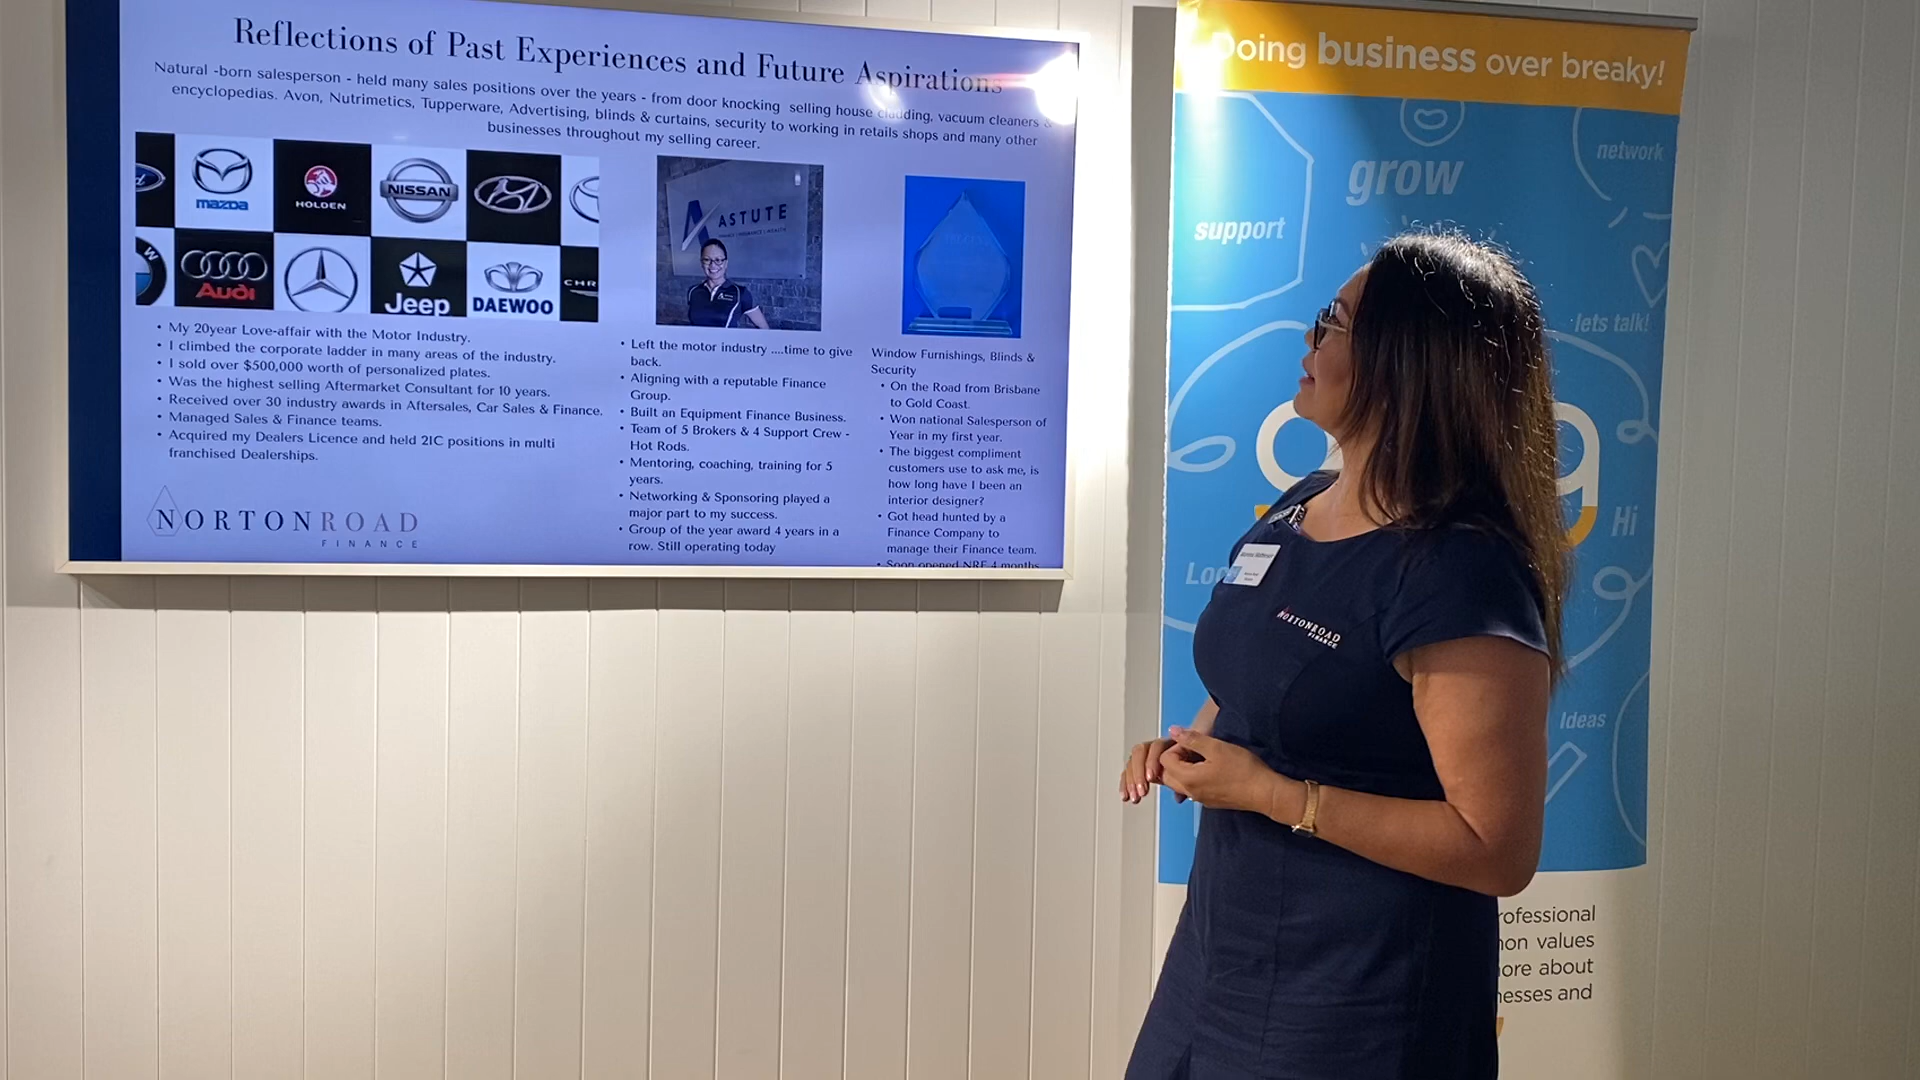 Reflections of Past Experiences and Future Aspirations
Natural -born salesperson - held many sales positions over the years - from door knocking selling house cladding, vacuum cleaners &
encyclopedias. Avon, Nutrimetics, Tupperware, Advertising, blinds & curtains, security to working in retails shops and many other
businesses throughout my selling career.
mazda
HOLDEN
NISSAN
W
Audi
Jeep
DAEWOO
CHR
• My 20year Love-affair with the Motor Industry.
• I climbed the corporate ladder in many areas of the industry.
• I sold over $500,000 worth of personalized plates.
• Was the highest selling Aftermarket Consultant for 10 years.
• Received over 30 industry awards in Aftersales, Car Sales & Finance.
• Managed Sales & Finance teams.
• Acquired my Dealers Licence and held 2IC positions in multi
franchised Dealerships.
NORTONROAD
FINANCE
ASTUTE
• Left the motor industry ....time to give
back.
• Aligning with a reputable Finance
Group.
• Built an Equipment Finance Business.
• Team of 5 Brokers & 4 Support Crew -
Hot Rods.
• Mentoring, coaching, training for 5
years.
• Networking & Sponsoring played a
major part to my success.
• Group of the year award 4 years in a
row. Still operating today
Window Furnishings, Blinds &
Security
• On the Road from Brisbane
to Gold Coast.
• Won national Salesperson of
Year in my first year.
• The biggest compliment
customers use to ask me, is
how long have I been an
interior designer?
• Got head hunted by a
Finance Company to
manage their Finance team.
• Soon opened NRF 4 months
Doing business over breaky!
network
grow
support
lets talk!
Hi
Loc
Ideas
rofessional
non values
ore about
nesses and
NORTONROAD
FINANCE